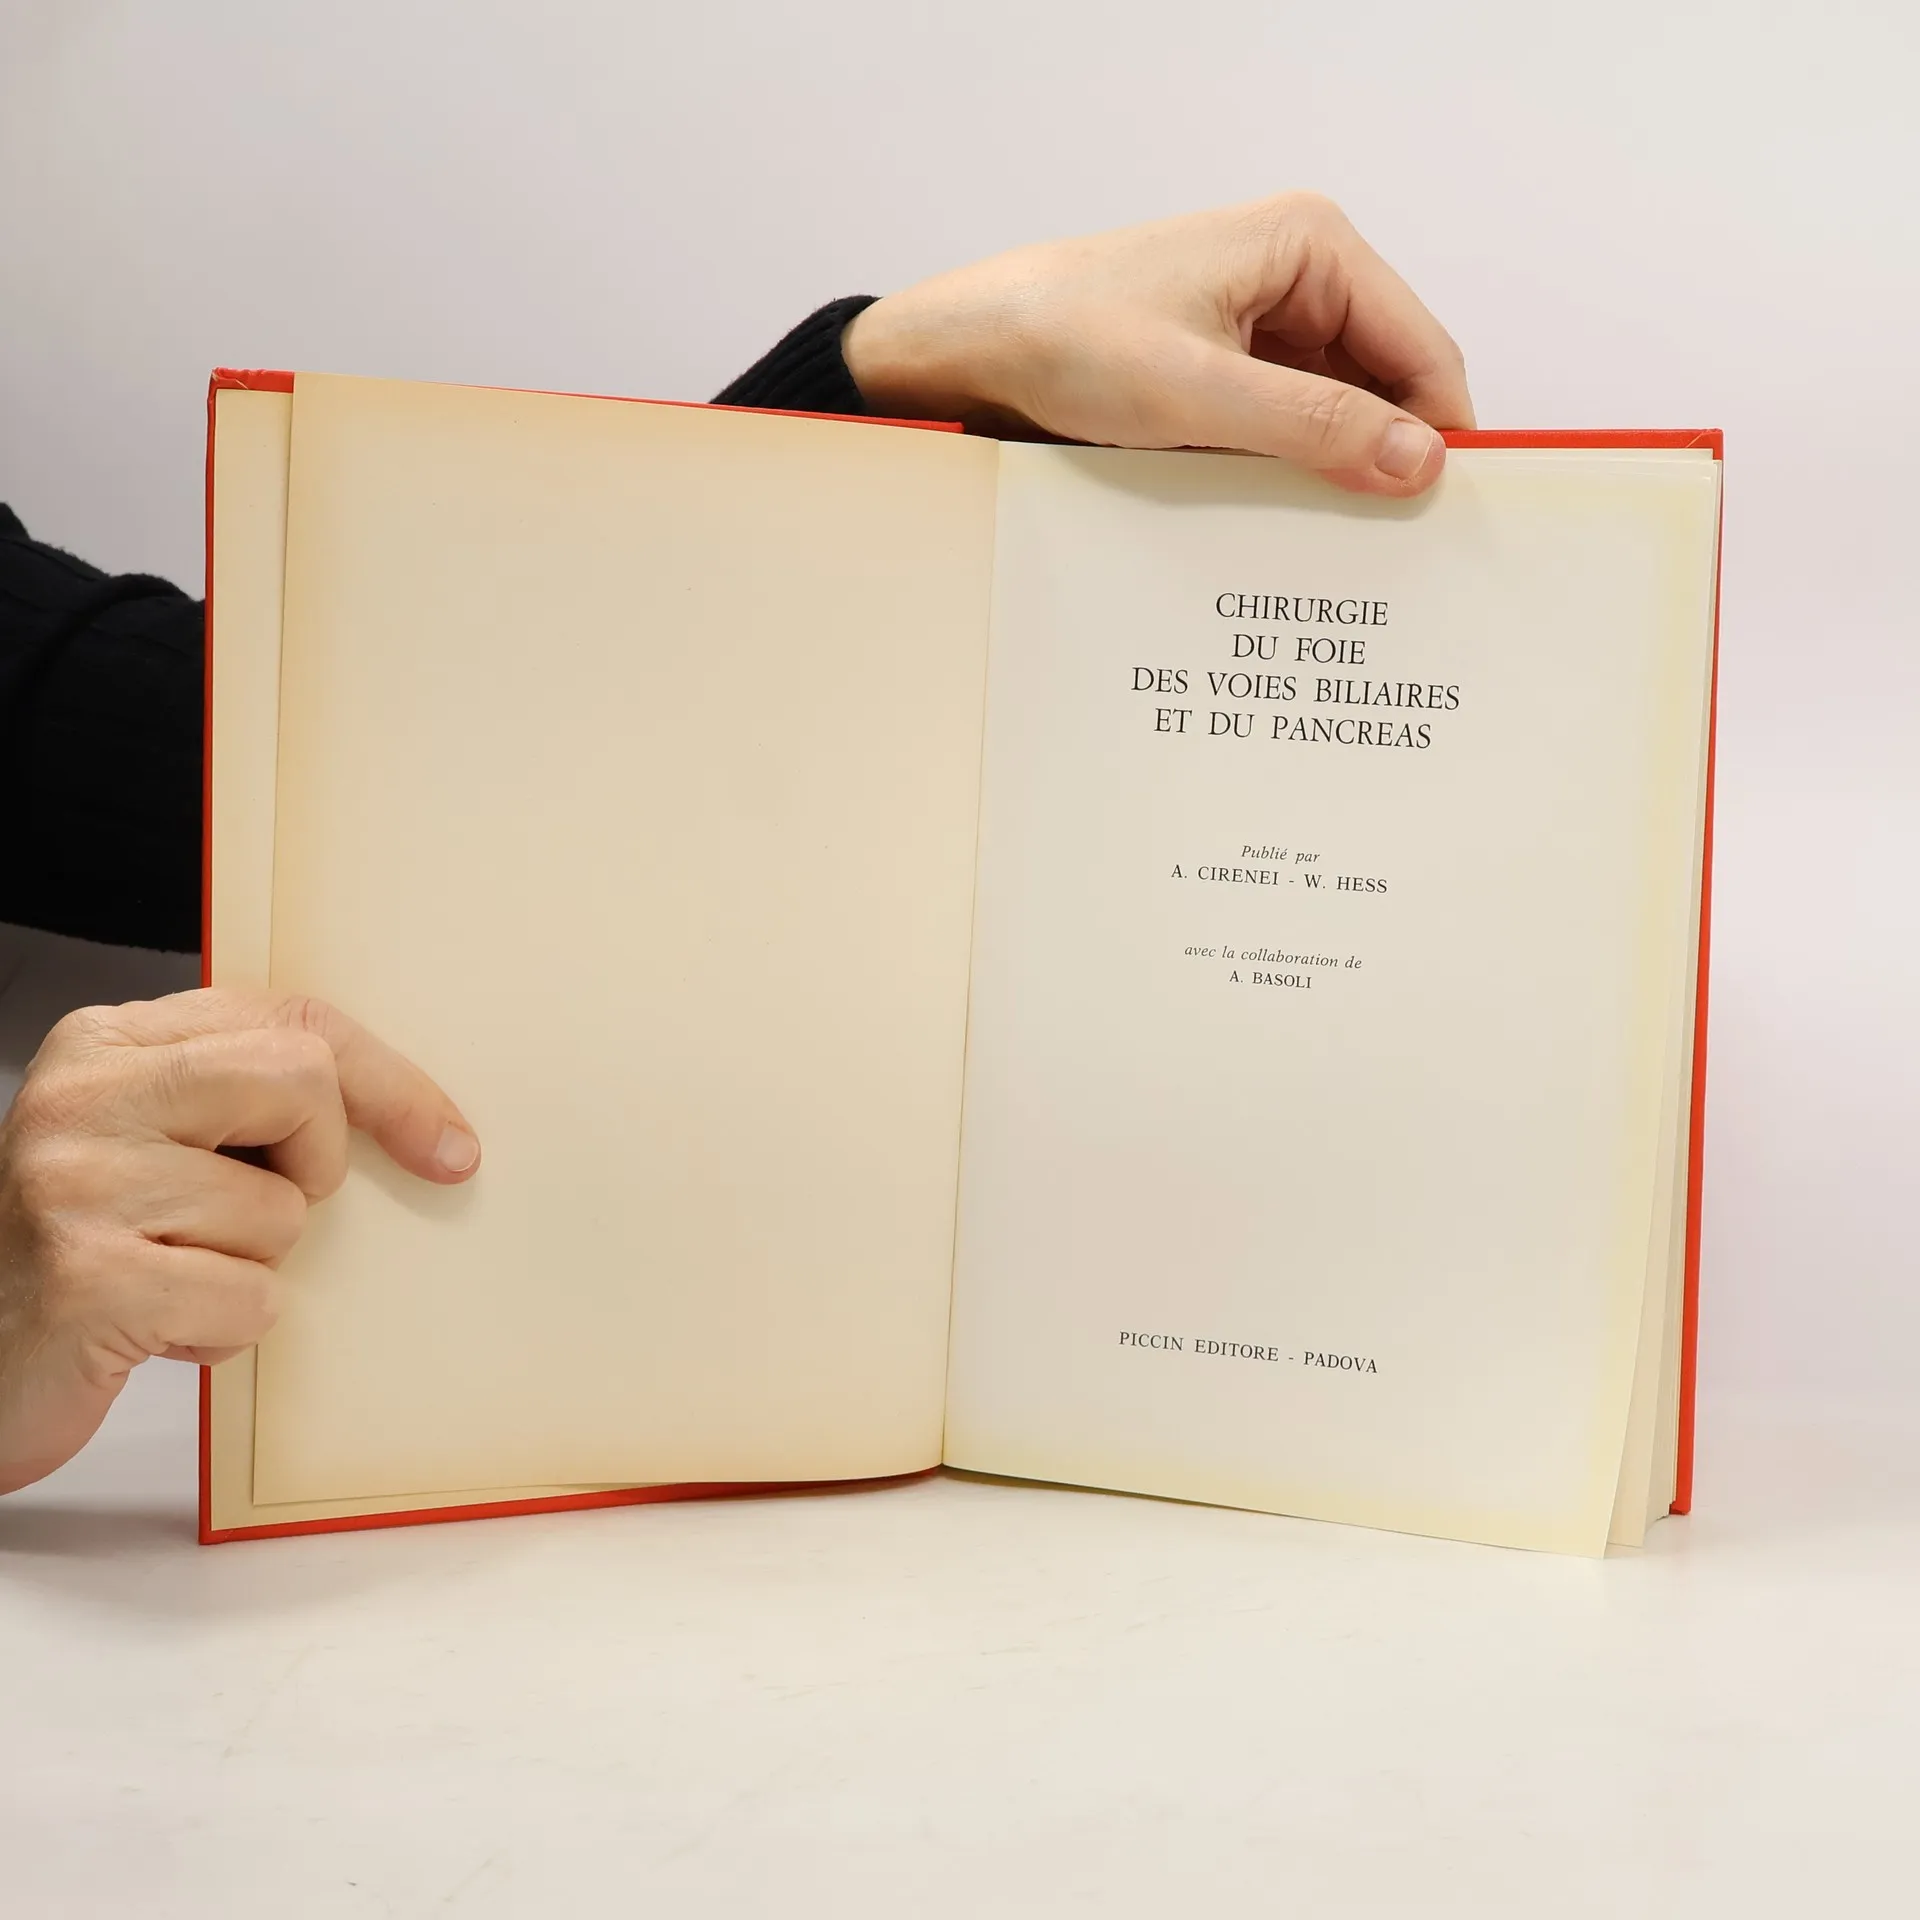 CHIRURGIE
DU FOIE
DES VOIES BILIAIRES
ET DU PANCREAS
Publié par
A. CIRENEI - W. HESS
avec la collaboration de
A. BASOLI
PICCIN EDITORE - PADOVA